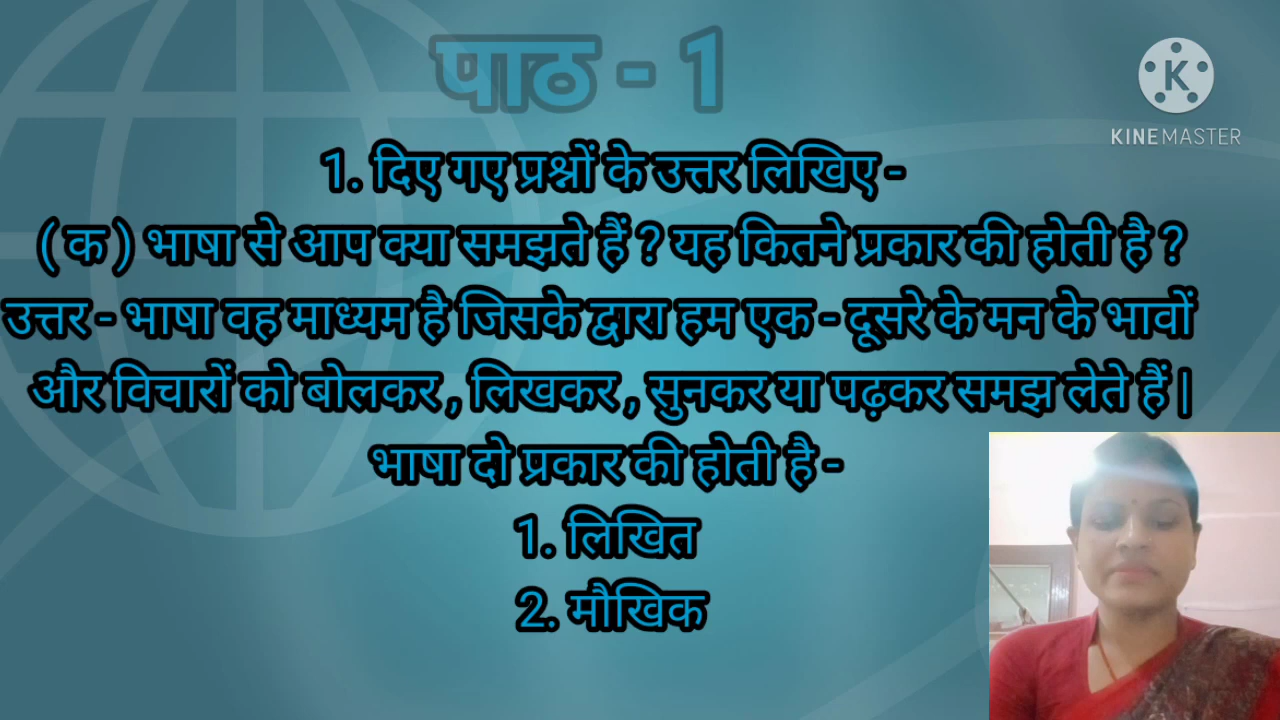 पाठ - 1
K
KINEMASTER
1. दिए गए प्रश्नों के उत्तर लिखिए -
( क ) भाषा से आप क्या समझते हैं ? यह कितने प्रकार की होती है ?
उत्तर - भाषा वह माध्यम है जिसके द्वारा हम एक - दूसरे के मन के भावों
और विचारों को बोलकर , लिखकर , सुनकर या पढ़कर समझ लेते हैं |
भाषा दो प्रकार की होती है -
1. लिखित
2. मौखिक